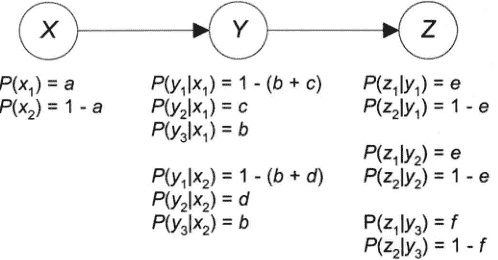 X
Y
Z
P(x₁) = a
P(x₂) = 1 - a
P(y₁|x₁) = 1 - (b + c)
P(y₂|x₁) = c
P(y₃|x₁) = b
P(y₁|x₂) = 1 - (b + d)
P(y₂|x₂) = d
P(y₃|x₂) = b
P(z₁|y₁) = e
P(z₂|y₁) = 1 - e
P(z₁|y₂) = e
P(z₂|y₂) = 1 - e
P(z₁|y₃) = f
P(z₂|y₃) = 1 - f